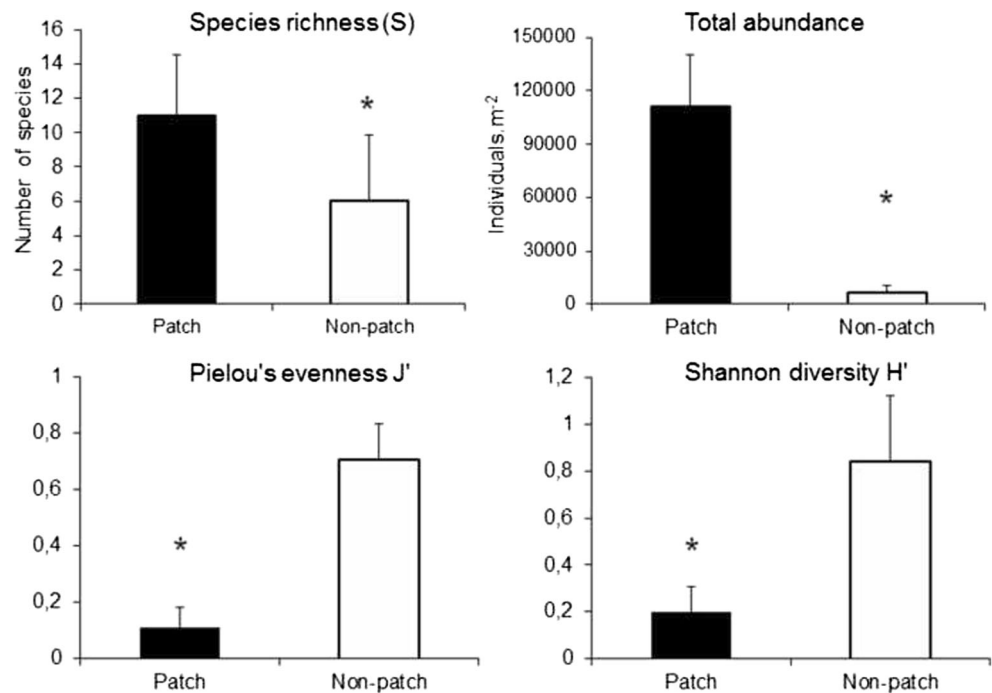 Species richness (S)
Number of species
16
14
12
10
8
6
4
2
0
*
Patch
Non-patch
Total abundance
Individuals.m-2
150000
120000
90000
60000
30000
0
*
Patch
Non-patch
Pielou's evenness J'
1
0,8
0,6
0,4
0,2
0
*
Patch
Non-patch
Shannon diversity H'
1,2
1
0,8
0,6
0,4
0,2
0
*
Patch
Non-patch